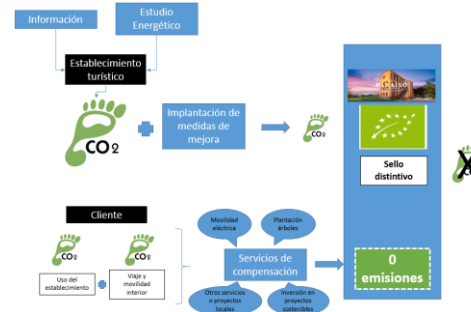 Información
Estudio
Energético
Establecimiento
turístico
CO2
Implantación de
medidas de
mejora
PARAISO
Sello
distintivo
Cliente
Uso del
establecimiento
Viaje y
movilidad
interior
Movilidad
eléctrica
Plantación
árboles
Servicios de
compensación
Otros servicios
o proyectos
locales
Inversión en
proyectos
sostenibles
0
emisiones